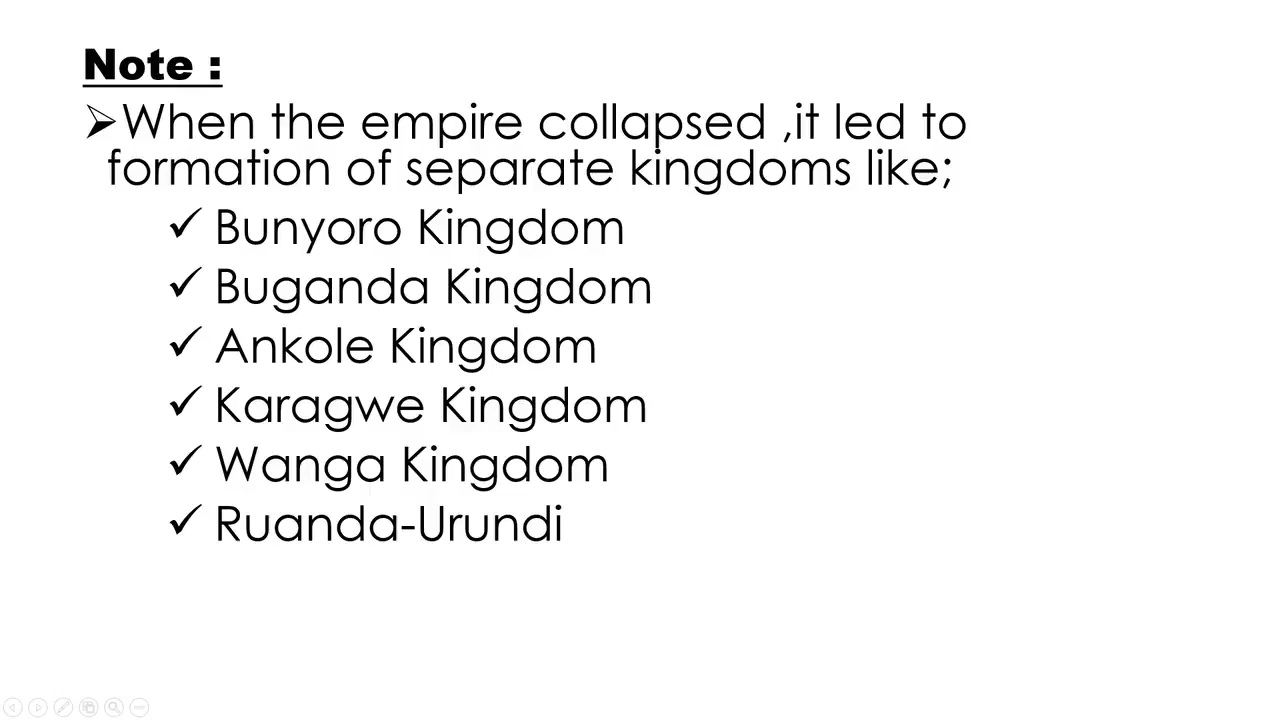 Note :
➢When the empire collapsed ,it led to
formation of separate kingdoms like;
✓ Bunyoro Kingdom
✓ Buganda Kingdom
✓ Ankole Kingdom
✓ Karagwe Kingdom
✓ Wanga Kingdom
✓ Ruanda-Urundi